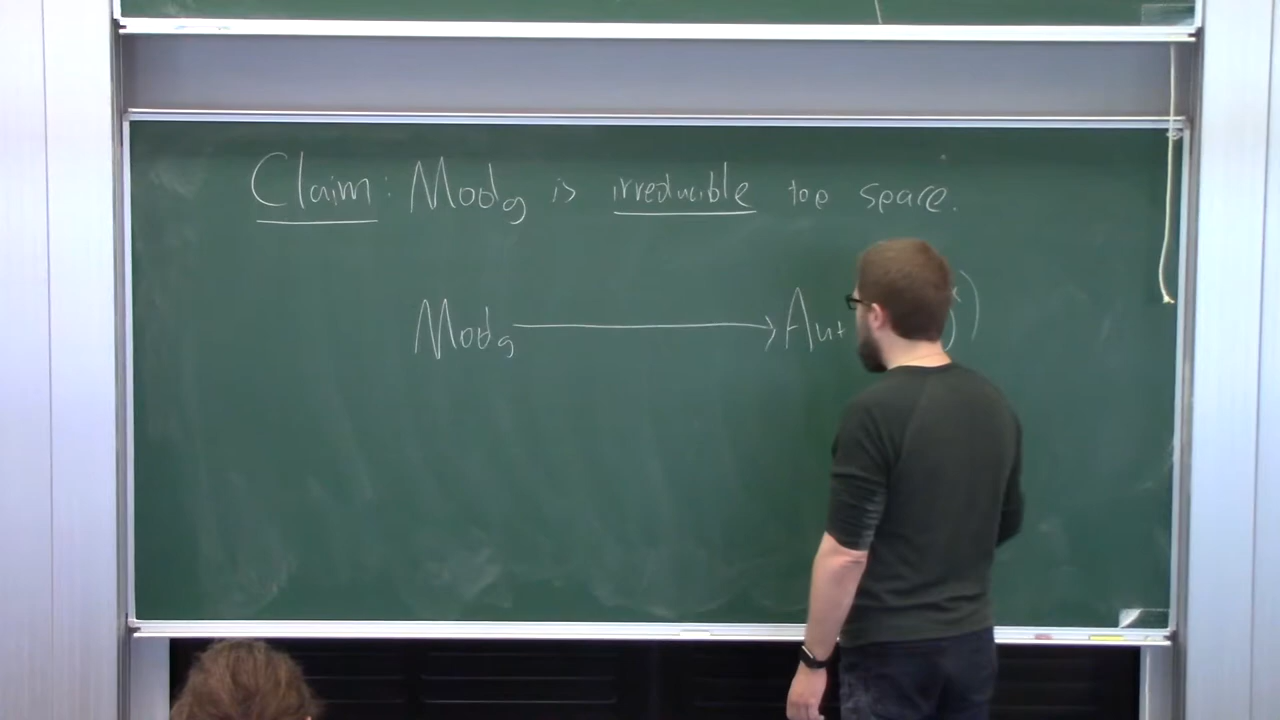 Claim: Mod_g is irreducible top space.
Mod_g → Aut )